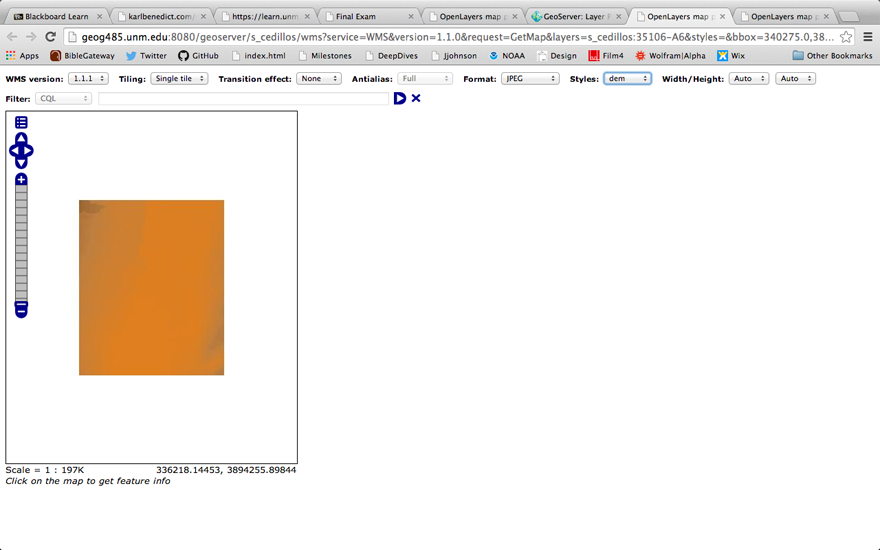 Blackboard Learn
karlbenedict.com/
https://learn.unm
Final Exam
OpenLayers map p
GeoServer: Layer P
OpenLayers map p
OpenLayers map p
geog485.unm.edu:8080/geoserver/s_cedillos/wms?service=WMS&version=1.1.0&request=GetMap&layers=s_cedillos:35106-A6&styles=&bbox=340275.0,38...
Apps BibleGateway Twitter GitHub index.html Milestones DeepDives Jjohnson NOAA Design Film4 Wolfram|Alpha Wix Other Bookmarks
WMS version: 1.1.1 Tiling: Single tile Transition effect: None Antialias: Full Format: JPEG Styles: dem Width/Height: Auto Auto
Filter: CQL
Scale = 1 : 197K 336218.14453, 3894255.89844
Click on the map to get feature info